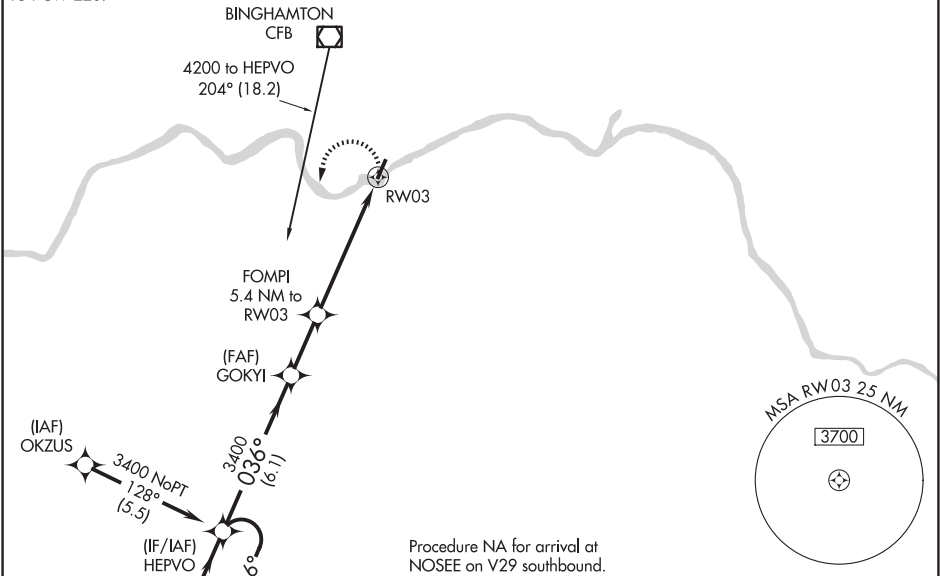 BINGHAMTON
CFB
4200 to HEPVO
204° (18.2)
RW03
FOMPI
5.4 NM to
RW03
(FAF)
GOKYI
MSA RW03 25 NM
3700
(IAF)
OKZUS
3400 NoPT
128°
(5.5)
3400
036°
(6.1)
(IF/IAF)
HEPVO
Procedure NA for arrival at
NOSEE on V29 southbound.